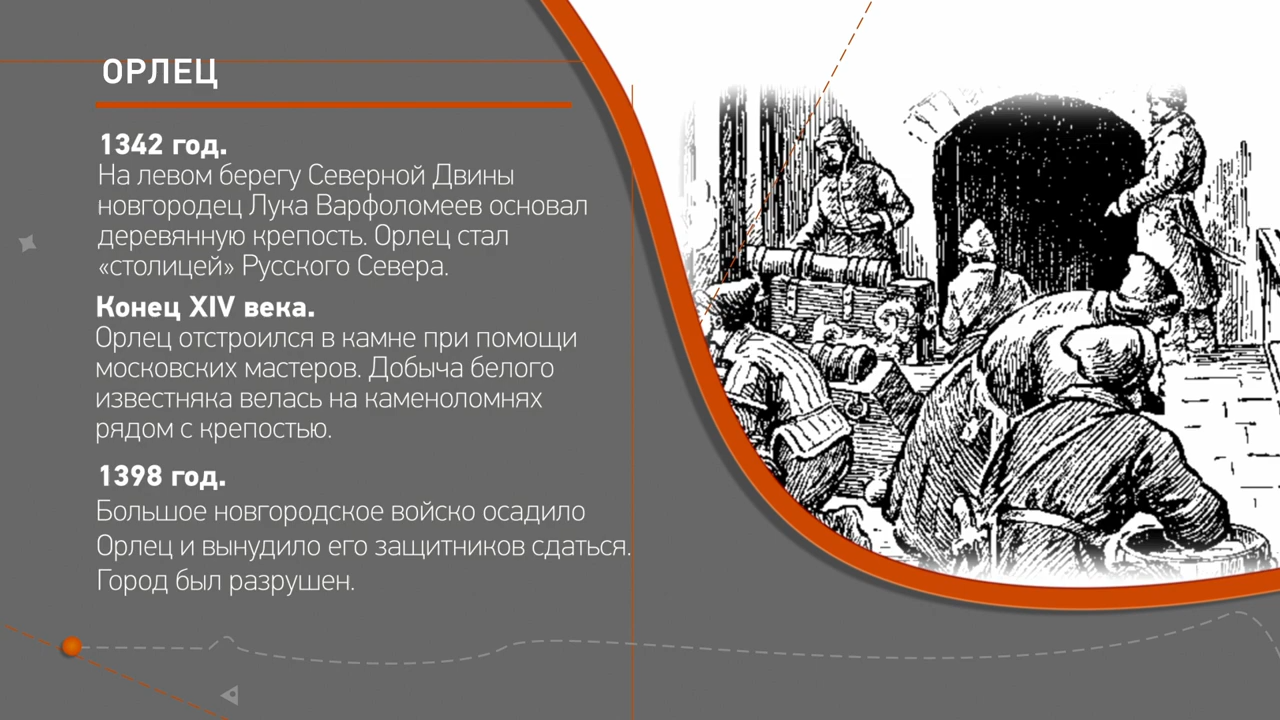 ОРЛЕЦ
1342 год.
На левом берегу Северной Двины
новгородец Лука Варфоломеев основал
деревянную крепость. Орлец стал
«столицей» Русского Севера.
Конец XIV века.
Орлец отстроился в камне при помощи
московских мастеров. Добыча белого
известняка велась на каменоломнях
рядом с крепостью.
1398 год.
Большое новгородское войско осадило
Орлец и вынудило его защитников сдаться.
Город был разрушен.